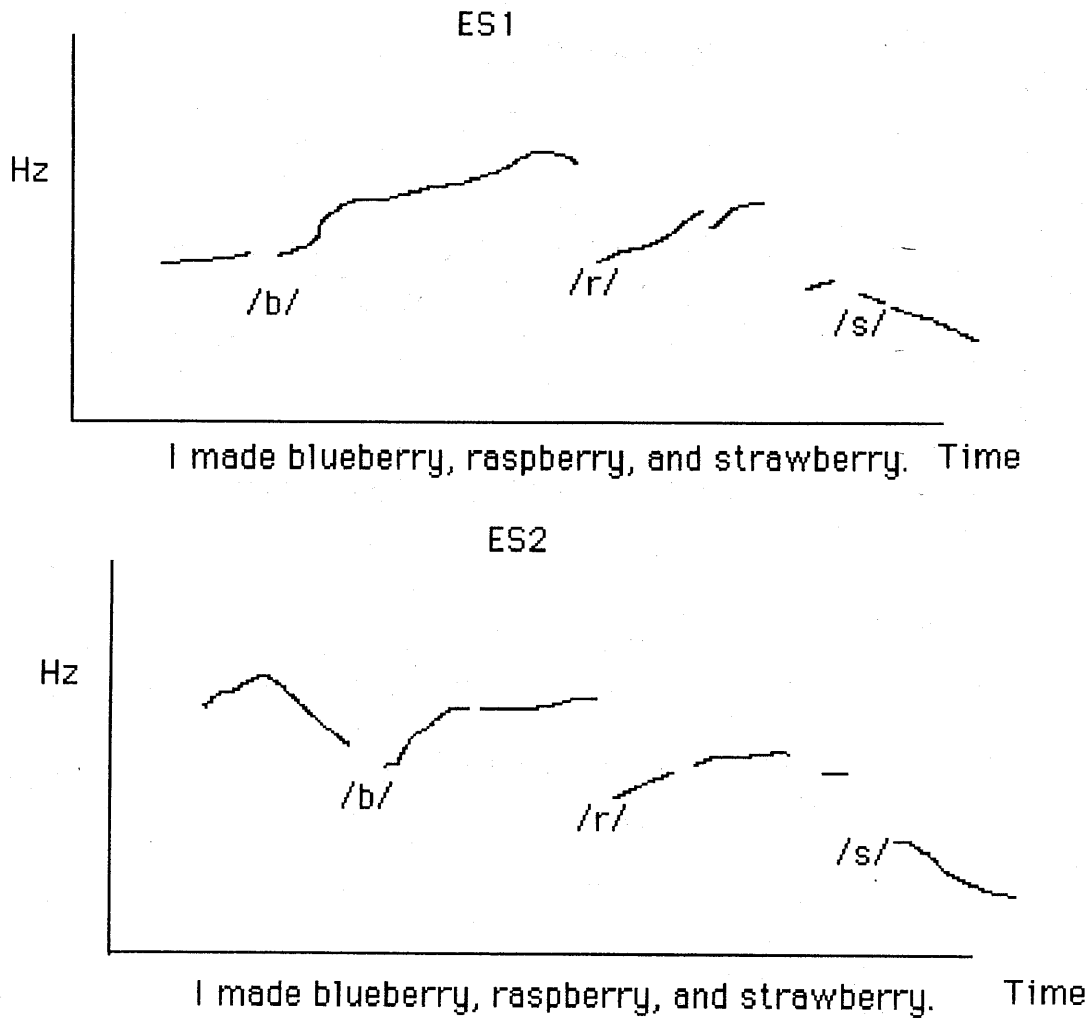 ES1
Hz
/b/
/r/
/s/
I made blueberry, raspberry, and strawberry. Time
ES2
Hz
/b/
/r/
/s/
I made blueberry, raspberry, and strawberry. Time